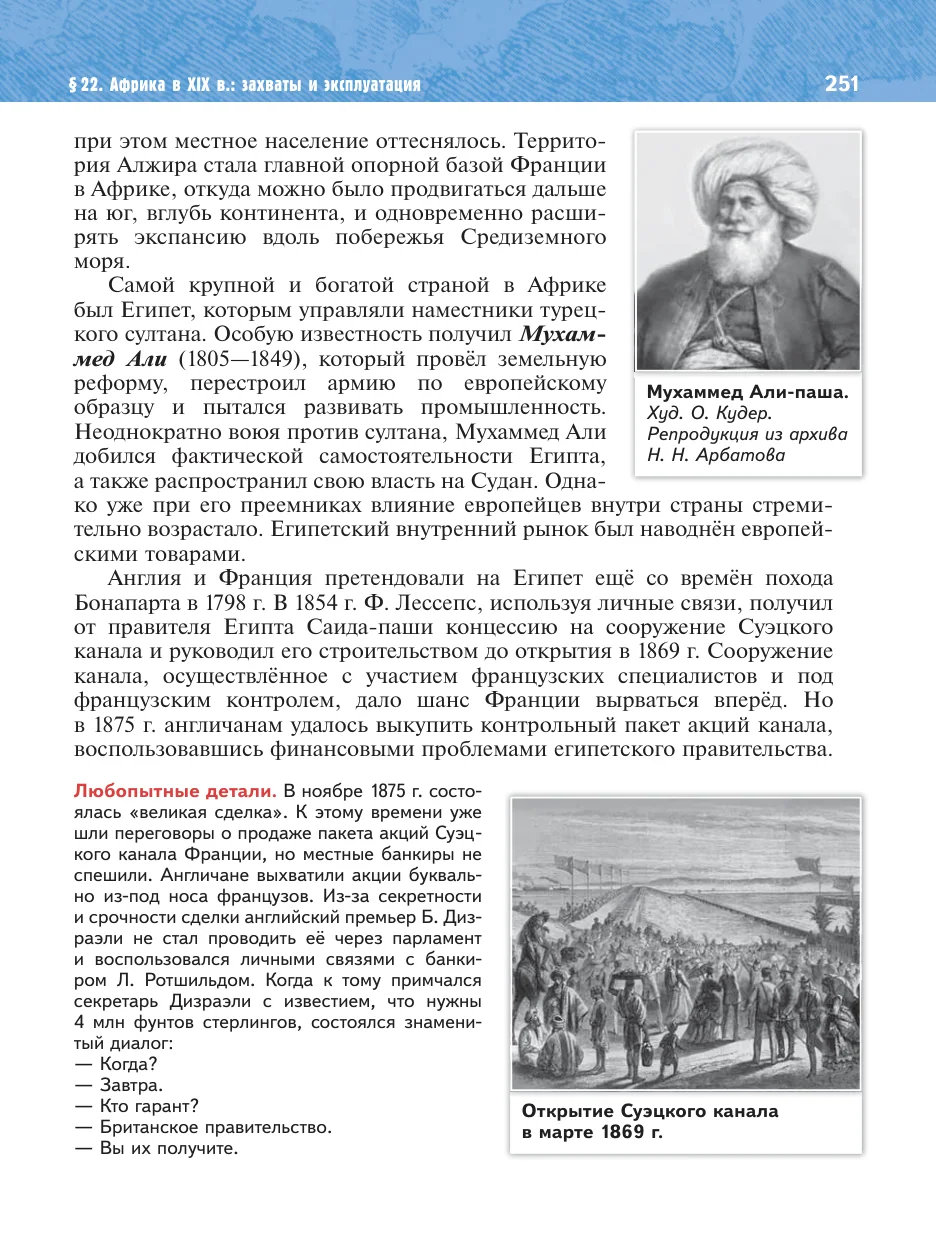 § 22. Африка в XIX в.: захваты и эксплуатация
251
при этом местное население оттеснялось. Террито-
рия Алжира стала главной опорной базой Франции
в Африке, откуда можно было продвигаться дальше
на юг, вглубь континента, и одновременно расши-
рять экспансию вдоль побережья Средиземного
моря.
Самой крупной и богатой страной в Африке
был Египет, которым управляли наместники турец-
кого султана. Особую известность получил Мухам-
мед Али (1805—1849), который провёл земельную
реформу, перестроил армию по европейскому
образцу и пытался развивать промышленность.
Неоднократно воюя против султана, Мухаммед Али
добился фактической самостоятельности Египта,
а также распространил свою власть на Судан. Одна-
ко уже при его преемниках влияние европейцев внутри страны стреми-
тельно возрастало. Египетский внутренний рынок был наводнён европей-
скими товарами.
Мухаммед Али-паша.
Худ. О. Кудер.
Репродукция из архива
Н. Н. Арбатова
Англия и Франция претендовали на Египет ещё со времён похода
Бонапарта в 1798 г. В 1854 г. Ф. Лессепс, используя личные связи, получил
от правителя Египта Саида-паши концессию на сооружение Суэцкого
канала и руководил его строительством до открытия в 1869 г. Сооружение
канала, осуществлённое с участием французских специалистов и под
французским контролем, дало шанс Франции вырваться вперёд. Но
в 1875 г. англичанам удалось выкупить контрольный пакет акций канала,
воспользовавшись финансовыми проблемами египетского правительства.
Любопытные детали. В ноябре 1875 г. состо-
ялась «великая сделка». К этому времени уже
шли переговоры о продаже пакета акций Суэц-
кого канала Франции, но местные банкиры не
спешили. Англичане выхватили акции букваль-
но из-под носа французов. Из-за секретности
и срочности сделки английский премьер Б. Диз-
раэли не стал проводить её через парламент
и воспользовался личными связями с банки-
ром Л. Ротшильдом. Когда к тому примчался
секретарь Дизраэли с известием, что нужны
4 млн фунтов стерлингов, состоялся знамени-
тый диалог:
— Когда?
— Завтра.
— Кто гарант?
— Британское правительство.
— Вы их получите.
Открытие Суэцкого канала
в марте 1869 г.